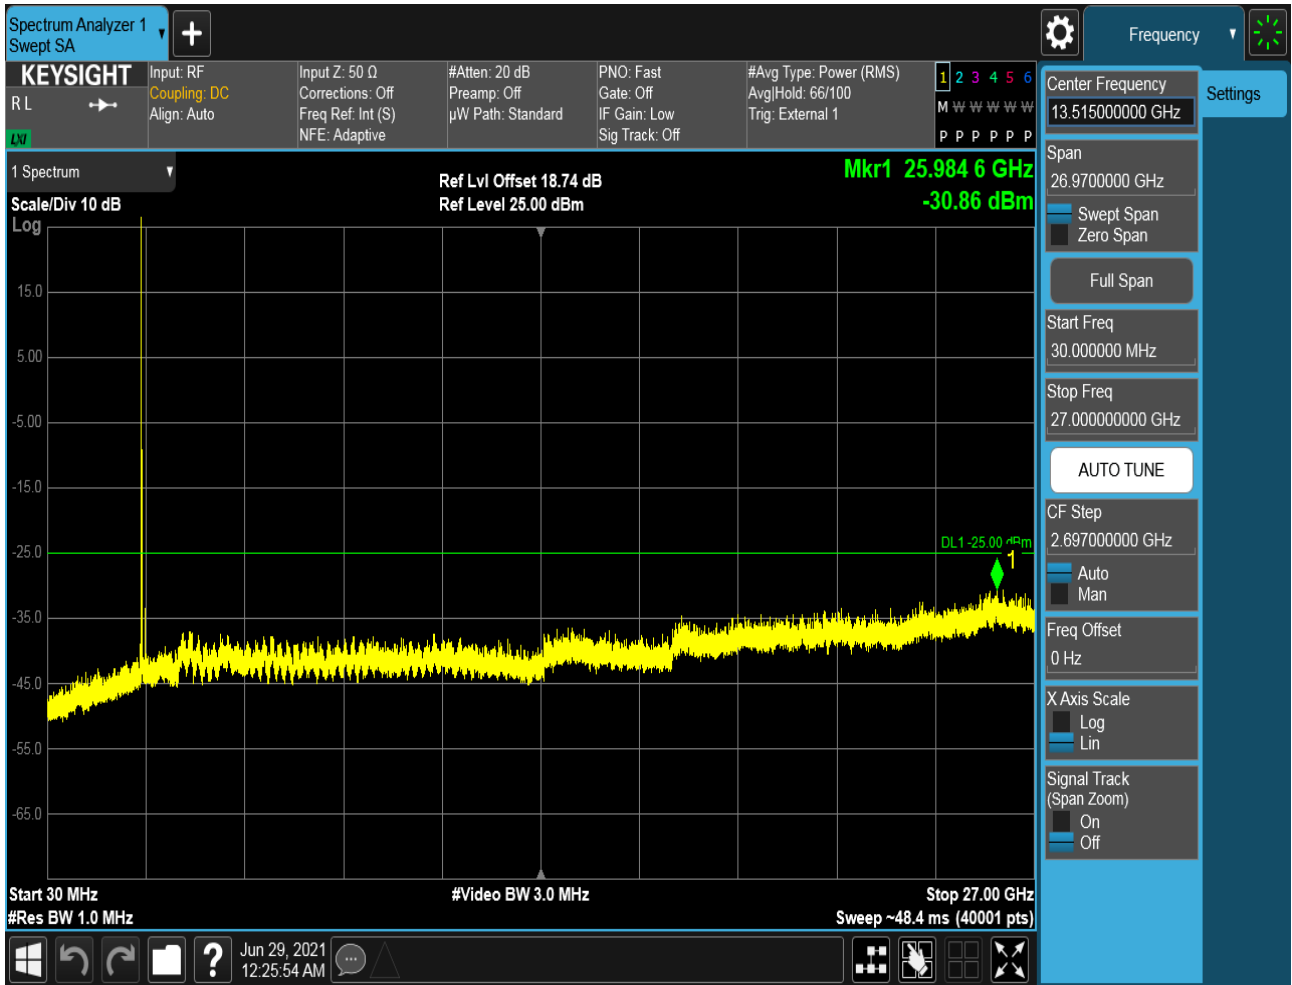 Spectrum Analyzer 1
Swept SA
Frequency
KEYSIGHT
R L
LXI
Input: RF
Coupling: DC
Align: Auto
Input Z: 50 Ω
Corrections: Off
Freq Ref: Int (S)
NFE: Adaptive
#Atten: 20 dB
Preamp: Off
µW Path: Standard
PNO: Fast
Gate: Off
IF Gain: Low
Sig Track: Off
#Avg Type: Power (RMS)
Avg|Hold: 66/100
Trig: External 1
1 2 3 4 5 6
M W W W W W
P P P P P P
Center Frequency
13.515000000 GHz
Settings
Span
26.9700000 GHz
Swept Span
Zero Span
Full Span
Start Freq
30.000000 MHz
Stop Freq
27.000000000 GHz
AUTO TUNE
CF Step
2.697000000 GHz
Auto
Man
Freq Offset
0 Hz
X Axis Scale
Log
Lin
Signal Track
(Span Zoom)
On
Off
1 Spectrum
Scale/Div 10 dB
Log
Ref Lvl Offset 18.74 dB
Ref Level 25.00 dBm
Mkr1 25.984 6 GHz
-30.86 dBm
15.0
5.00
-5.00
-15.0
-25.0
-35.0
-45.0
-55.0
-65.0
DL1 -25.00 dBm
1
Start 30 MHz
#Video BW 3.0 MHz
Stop 27.00 GHz
#Res BW 1.0 MHz
Sweep ~48.4 ms (40001 pts)
?
Jun 29, 2021
12:25:54 AM